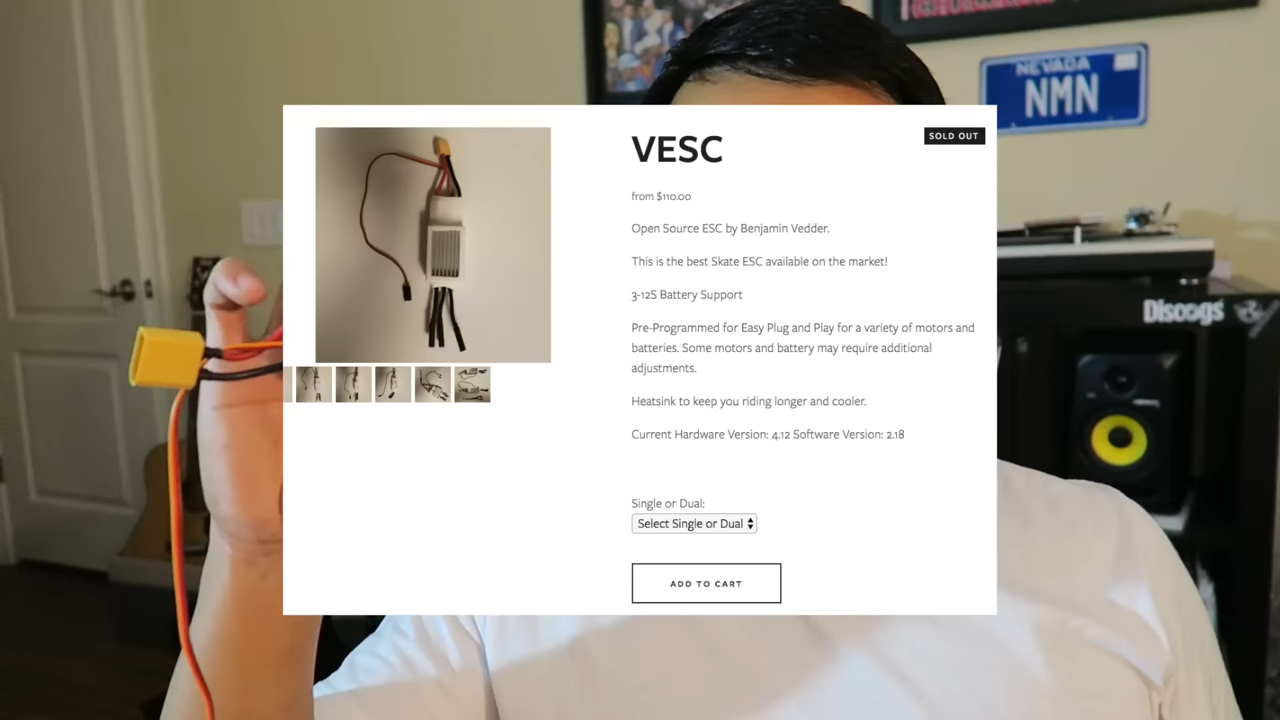 NEVADA
NMN
VESC
SOLD OUT
from $110.00
Open Source ESC by Benjamin Vedder.
This is the best Skate ESC available on the market!
3-12S Battery Support
Pre-Programmed for Easy Plug and Play for a variety of motors and
batteries. Some motors and battery may require additional
adjustments.
Heatsink to keep you riding longer and cooler.
Current Hardware Version: 4.12 Software Version: 2.18
Single or Dual:
Select Single or Dual
ADD TO CART
Discogs